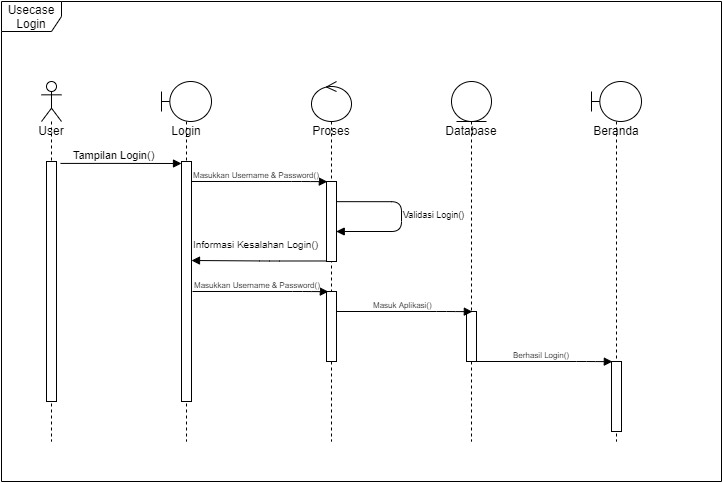 Usecase
Login
User
Login
Proses
Database
Beranda
Tampilan Login()
Masukkan Username & Password()
Validasi Login()
Informasi Kesalahan Login()
Masukkan Username & Password()
Masuk Aplikasi()
Berhasil Login()